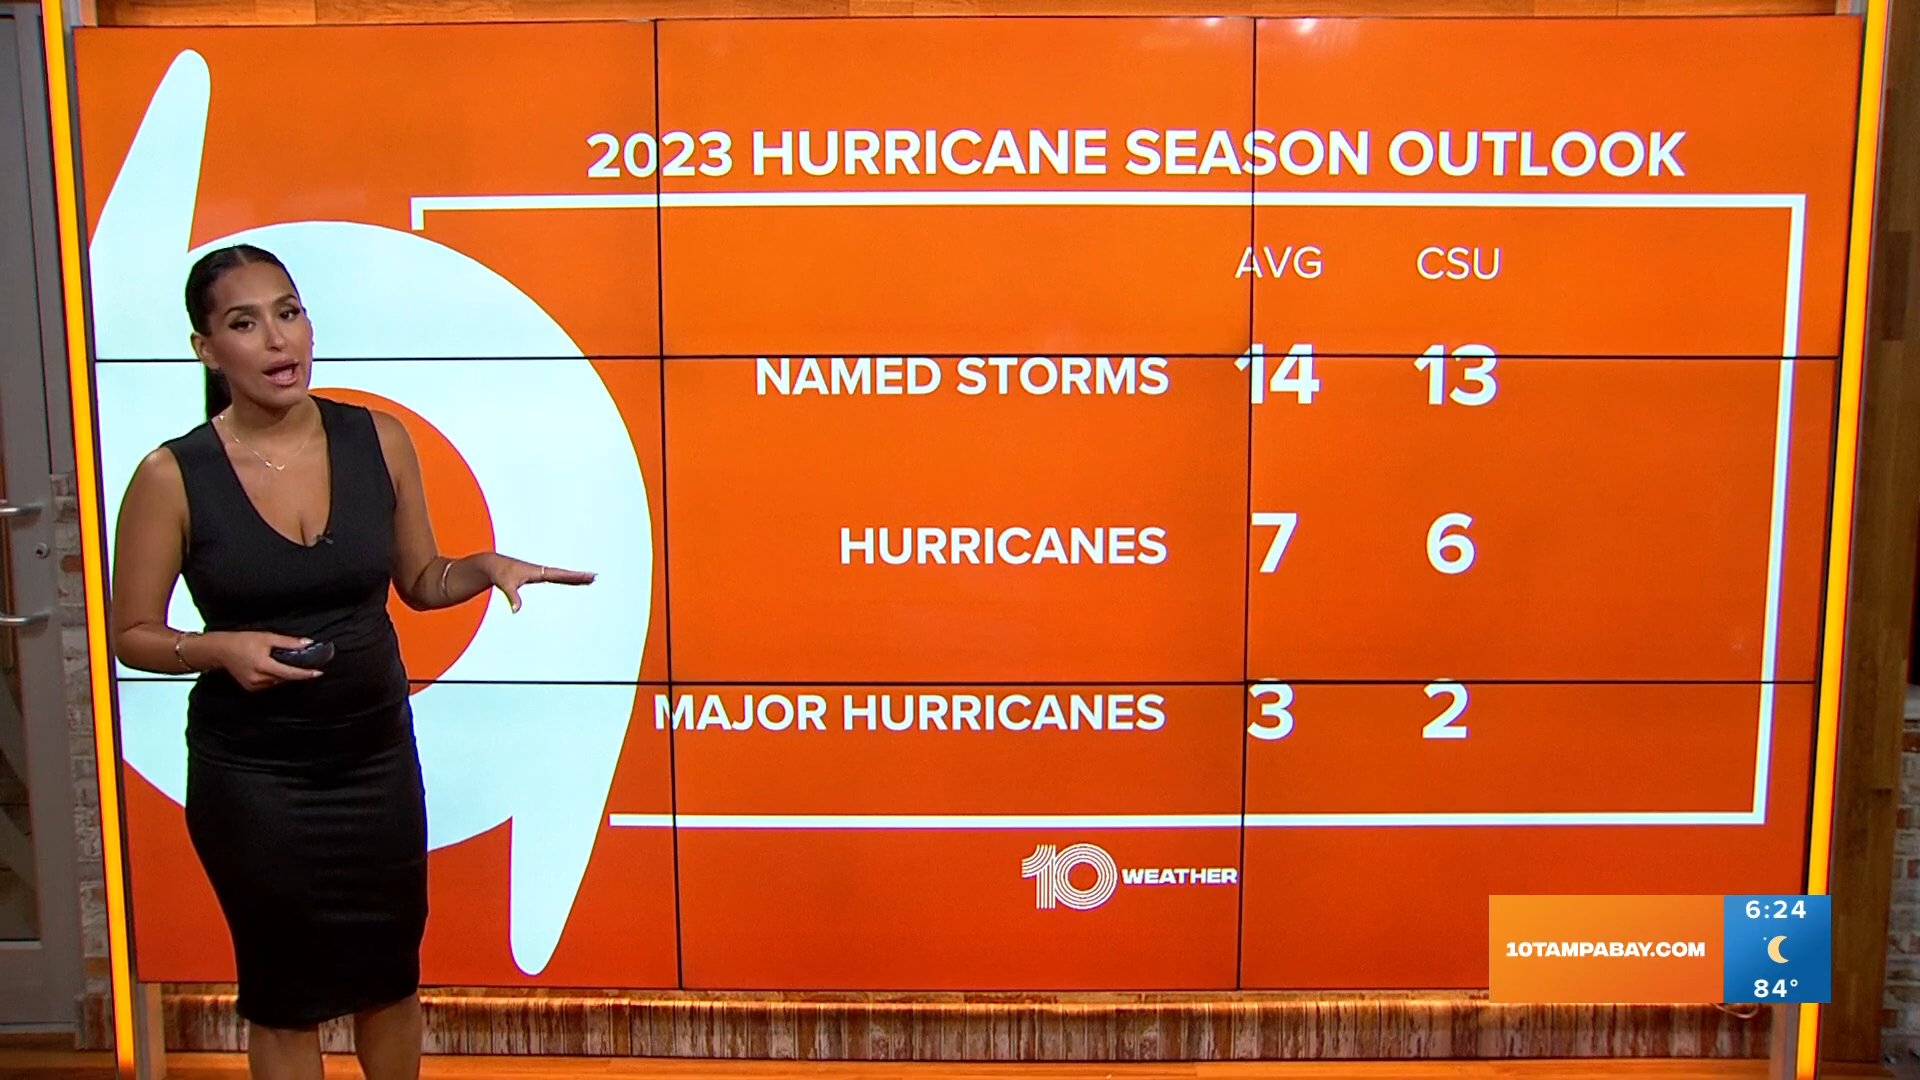 2023 HURRICANE SEASON OUTLOOK
AVG CSU
NAMED STORMS 14 13
HURRICANES 7 6
MAJOR HURRICANES 3 2
10 WEATHER
10TAMPABAY.COM
6:24
84°